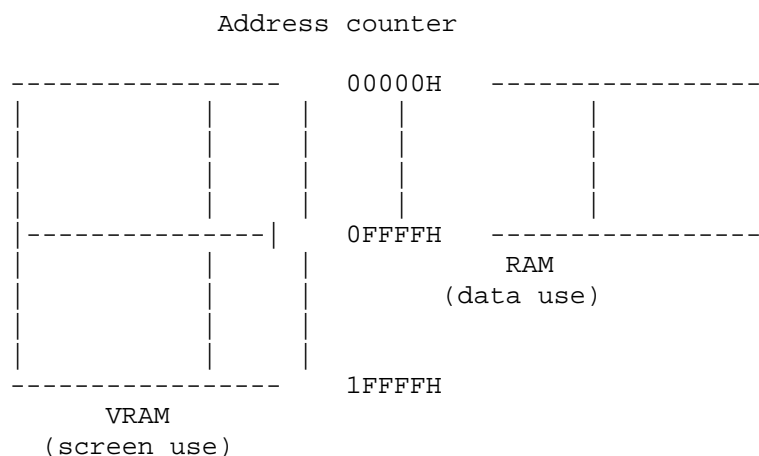 Address counter
----------------- 00000H -----------------
| | | | |
| | | | |
| | | | |
| | | | |
|---------------| 0FFFFH -----------------
| | | RAM
| | | (data use)
| | |
| | |
----------------- 1FFFFH
VRAM
(screen use)